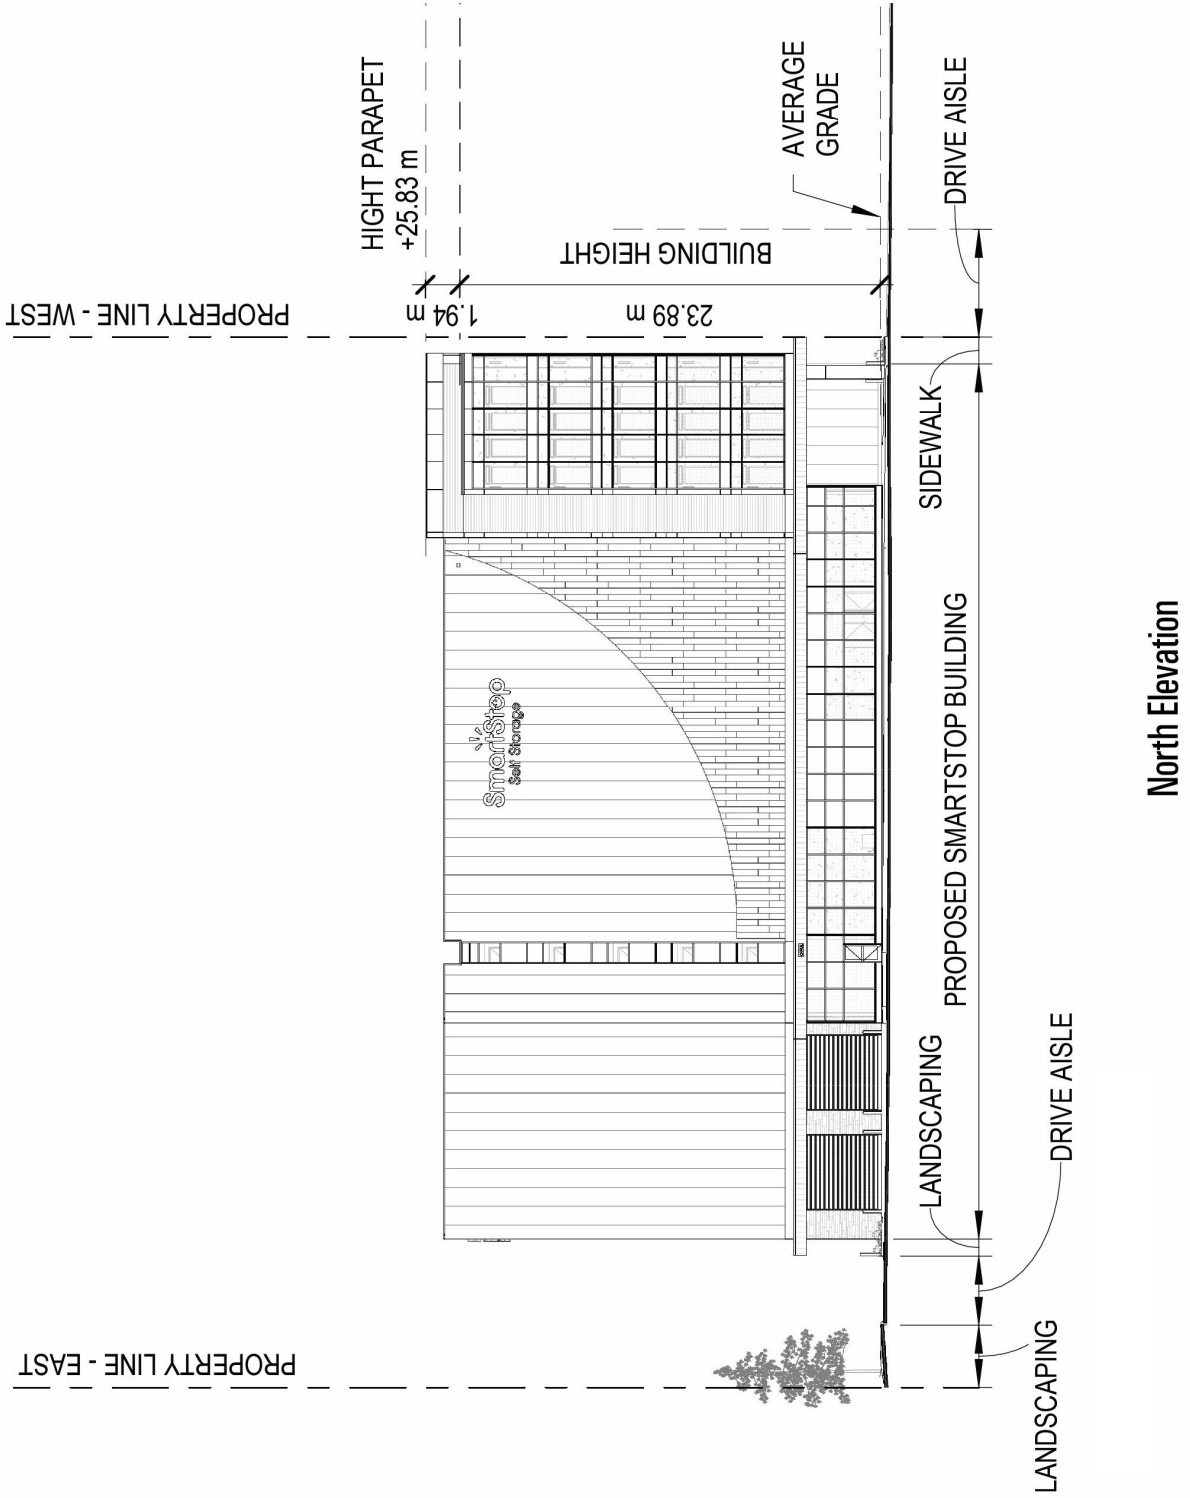 PROPERTY LINE - EAST
PROPERTY LINE - WEST
HIGHT PARAPET
+25.83 m
1.94 m
23.89 m
BUILDING HEIGHT
AVERAGE
GRADE
SmartStop
Self Storage
LANDSCAPING
DRIVE AISLE
LANDSCAPING
PROPOSED SMARTSTOP BUILDING
SIDEWALK
DRIVE AISLE
North Elevation